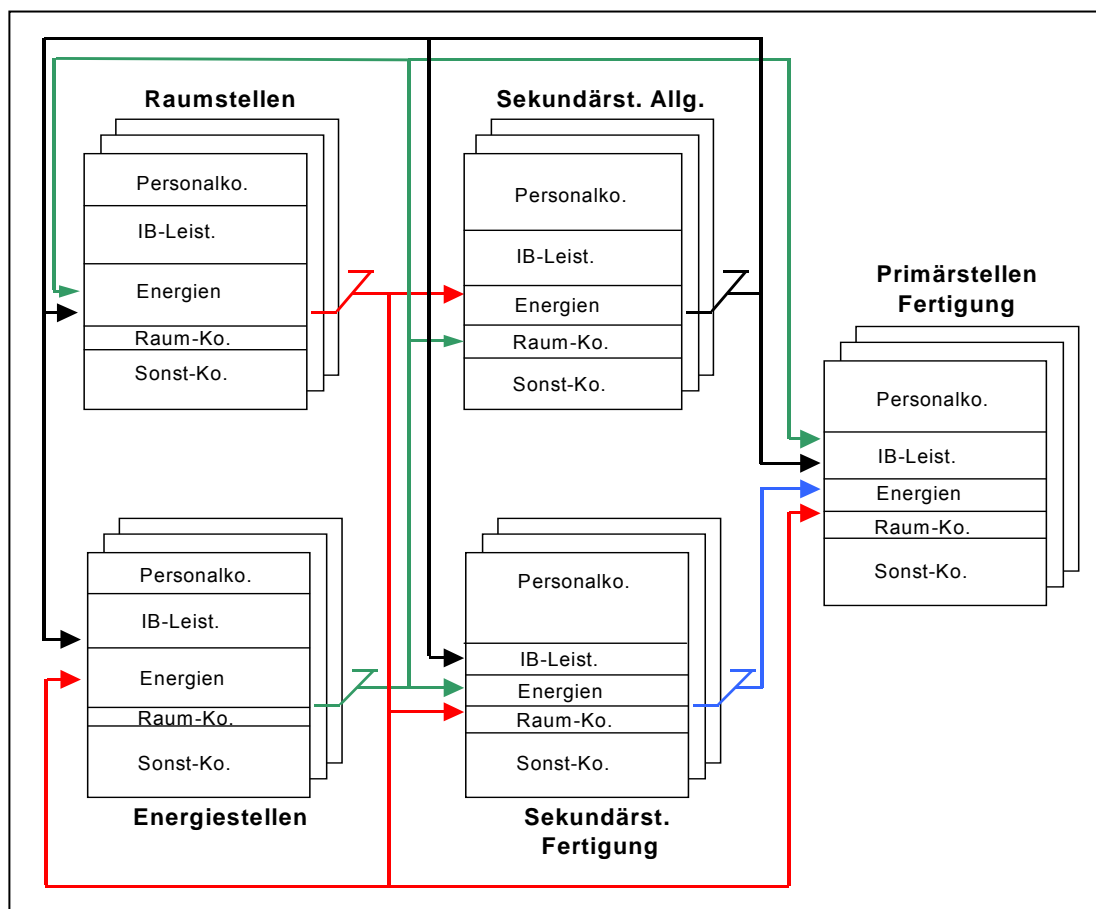 Raumstellen
Personalko.
IB-Leist.
Energien
Raum-Ko.
Sonst-Ko.
Sekundärst. Allg.
Personalko.
IB-Leist.
Energien
Raum-Ko.
Sonst-Ko.
Primärstellen
Fertigung
Personalko.
IB-Leist.
Energien
Raum-Ko.
Sonst-Ko.
Personalko.
IB-Leist.
Energien
Raum-Ko.
Sonst-Ko.
Energiestellen
Personalko.
IB-Leist.
Energien
Raum-Ko.
Sonst-Ko.
Sekundärst.
Fertigung